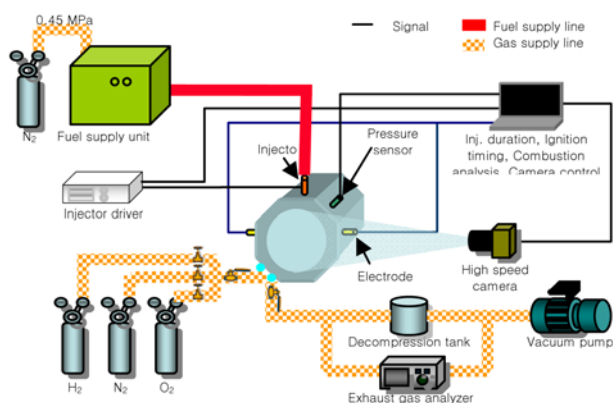 0.45 MPa
Signal
Fuel supply line
Gas supply line
N₂
Fuel supply unit
Injecto
Pressure
sensor
Inj. duration, Ignition
timing, Combustion
analysis, Camera control
Injector driver
Electrode
High speed
camera
H₂
N₂
O₂
Decompression tank
Vacuum pump
Exhaust gas analyzer